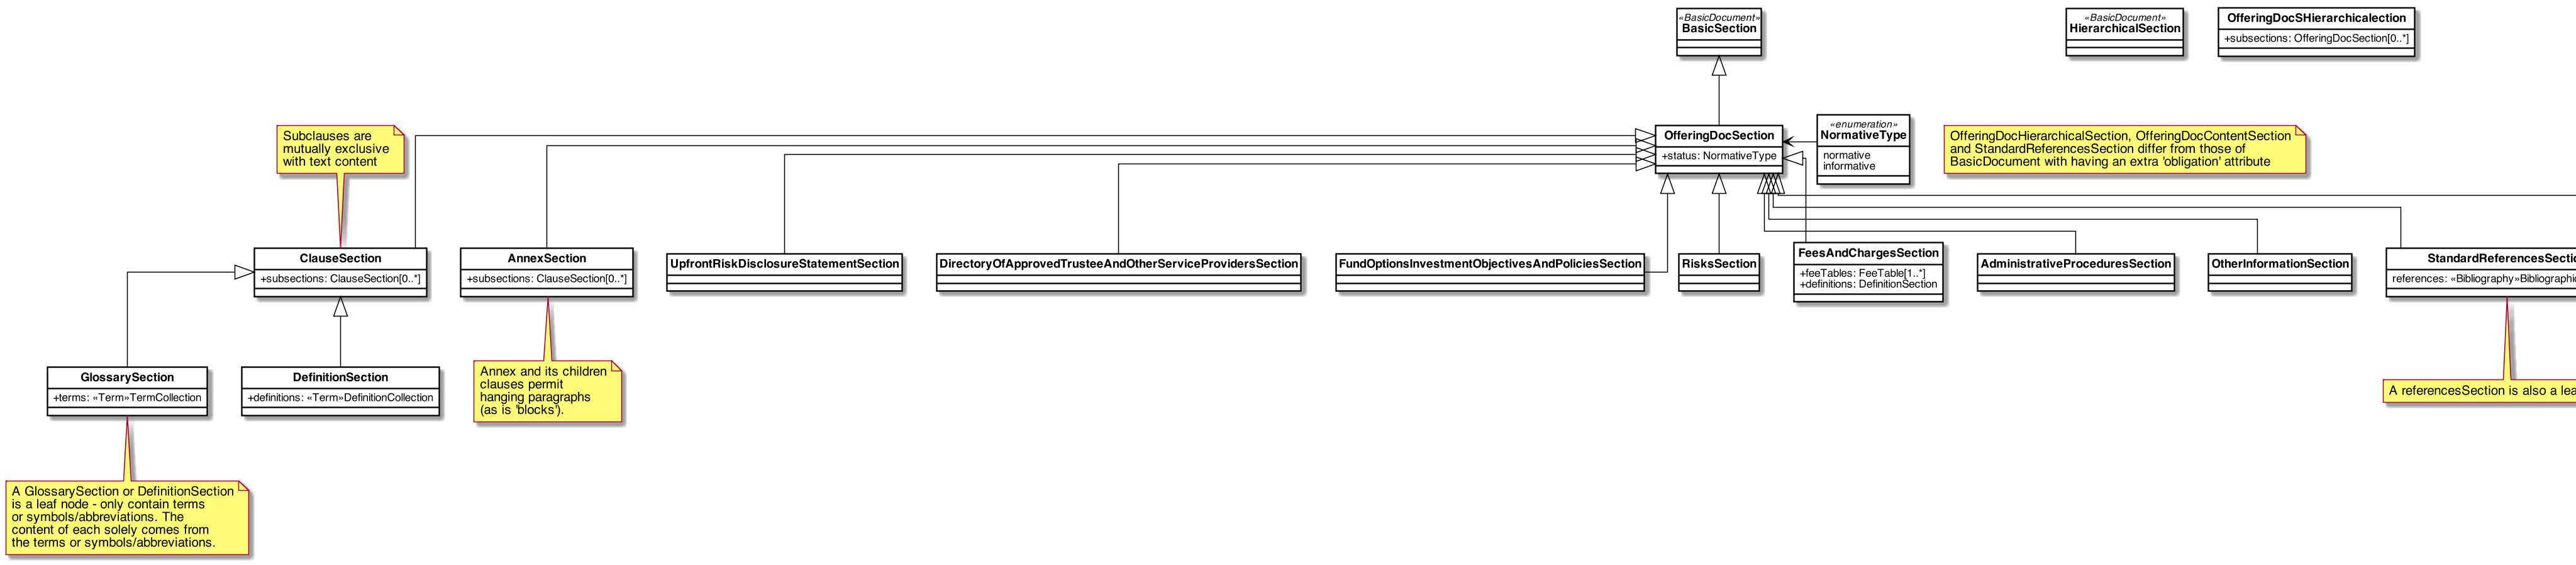 «BasicDocument»
BasicSection
«BasicDocument»
HierarchicalSection
OfferingDocSHierarchicalection
+subsections: OfferingDocSection[0..*]
Subclauses are
mutually exclusive
with text content
OfferingDocSection
+status: NormativeType
«enumeration»
NormativeType
normative
informative
OfferingDocHierarchicalSection, OfferingDocContentSection
and StandardReferencesSection differ from those of
BasicDocument with having an extra 'obligation' attribute
ClauseSection
+subsections: ClauseSection[0..*]
AnnexSection
+subsections: ClauseSection[0..*]
UpfrontRiskDisclosureStatementSection
DirectoryOfApprovedTrusteeAndOtherServiceProvidersSection
FundOptionsInvestmentObjectivesAndPoliciesSection
RisksSection
FeesAndChargesSection
+feeTables: FeeTable[1..*]
+definitions: DefinitionSection
AdministrativeProceduresSection
OtherInformationSection
StandardReferencesSectio
references: «Bibliography»Bibliographi
GlossarySection
+terms: «Term»TermCollection
DefinitionSection
+definitions: «Term»DefinitionCollection
Annex and its children
clauses permit
hanging paragraphs
(as is 'blocks').
A referencesSection is also a lea
A GlossarySection or DefinitionSection
is a leaf node - only contain terms
or symbols/abbreviations. The
content of each solely comes from
the terms or symbols/abbreviations.